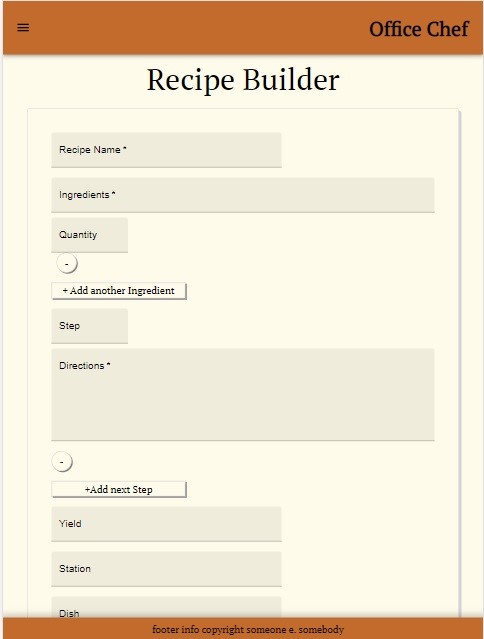 Office Chef
Recipe Builder
Recipe Name *
Ingredients *
Quantity
-
+ Add another Ingredient
Step
Directions *
-
+Add next Step
Yield
Station
Dish
footer info copyright someone e. somebody